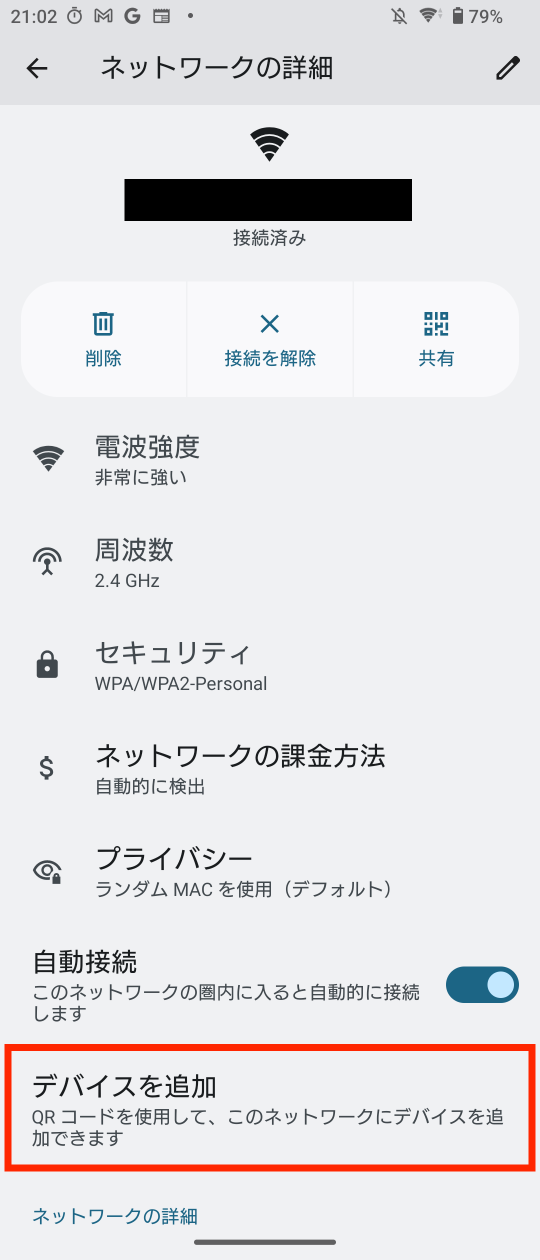 21:02 79%
ネットワークの詳細
接続済み
削除 接続を解除 共有
電波強度
非常に強い
周波数
2.4 GHz
セキュリティ
WPA/WPA2-Personal
ネットワークの課金方法
自動的に検出
プライバシー
ランダム MAC を使用（デフォルト）
自動接続
このネットワークの圏内に入ると自動的に接続
します
デバイスを追加
QR コードを使用して、このネットワークにデバイスを追
加できます
ネットワークの詳細